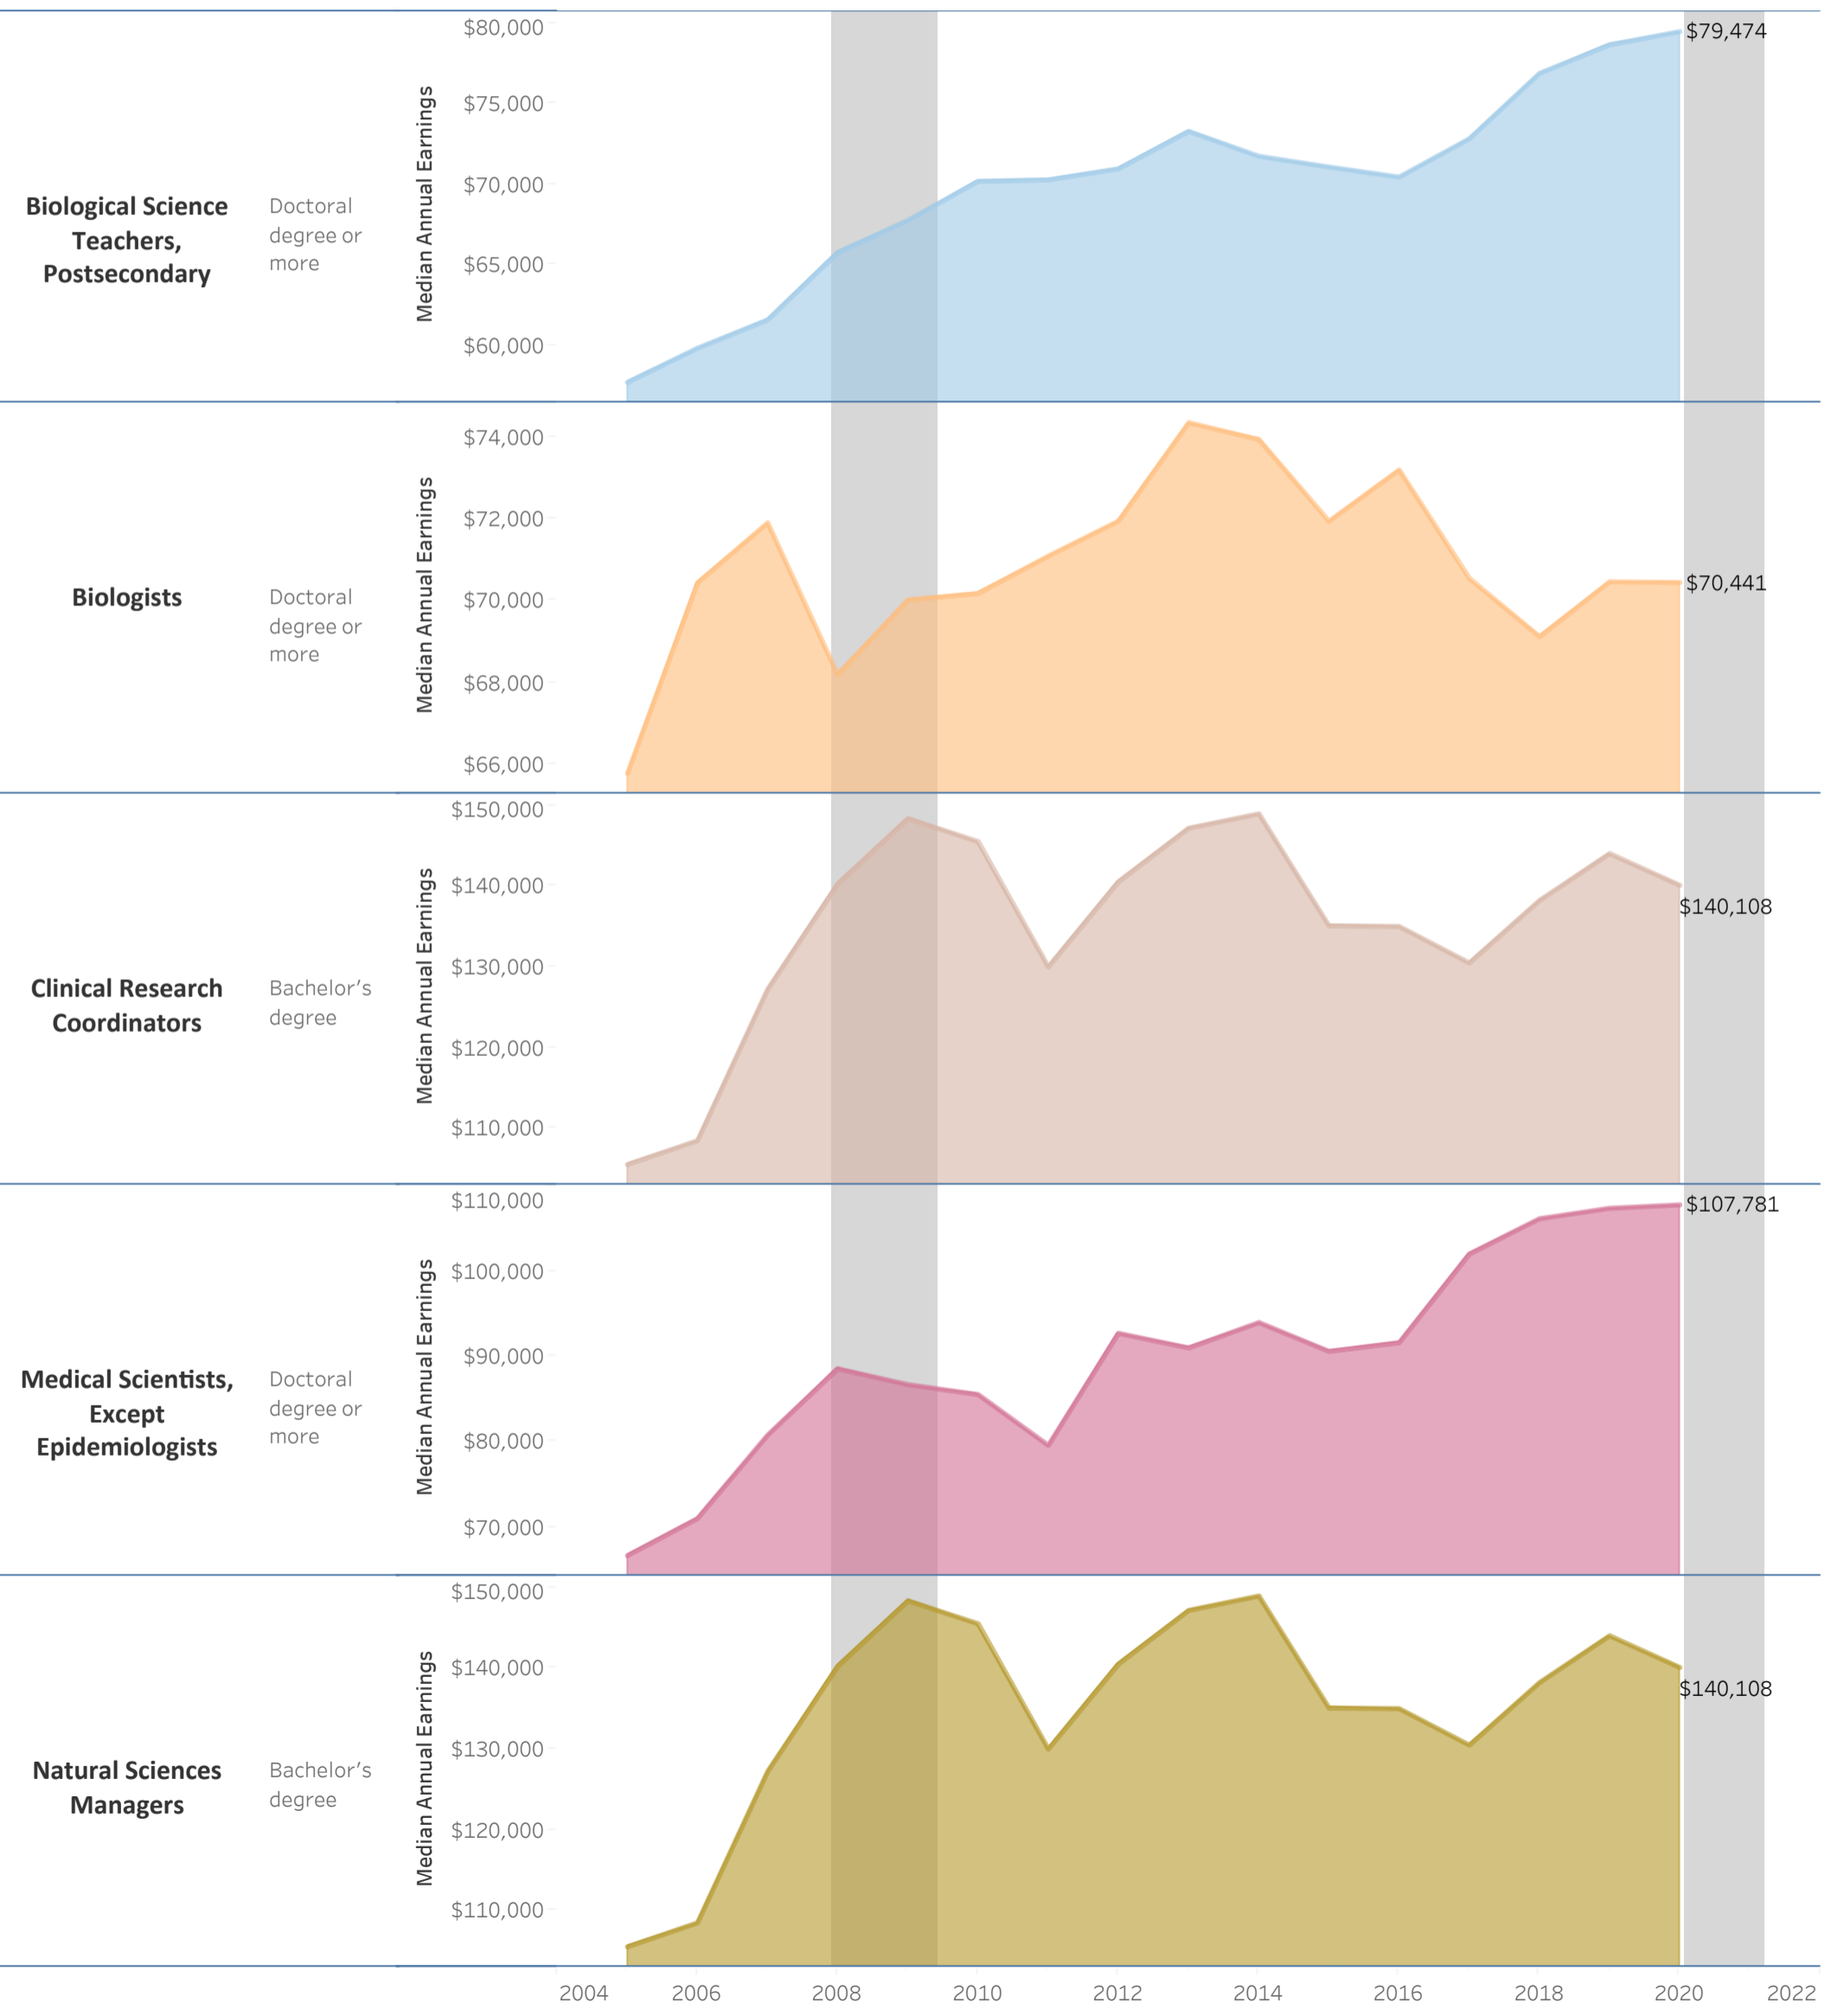 Biological Science
Teachers,
Postsecondary
Doctoral
degree or
more
Median Annual Earnings
$80,000
$75,000
$70,000
$65,000
$60,000
$79,474
Biologists
Doctoral
degree or
more
Median Annual Earnings
$74,000
$72,000
$70,000
$68,000
$66,000
$70,441
Clinical Research
Coordinators
Bachelor’s
degree
Median Annual Earnings
$150,000
$140,000
$130,000
$120,000
$110,000
$140,108
Medical Scientists,
Except
Epidemiologists
Doctoral
degree or
more
Median Annual Earnings
$110,000
$100,000
$90,000
$80,000
$70,000
$107,781
Natural Sciences
Managers
Bachelor’s
degree
Median Annual Earnings
$150,000
$140,000
$130,000
$120,000
$110,000
$140,108
2004 2006 2008 2010 2012 2014 2016 2018 2020 2022